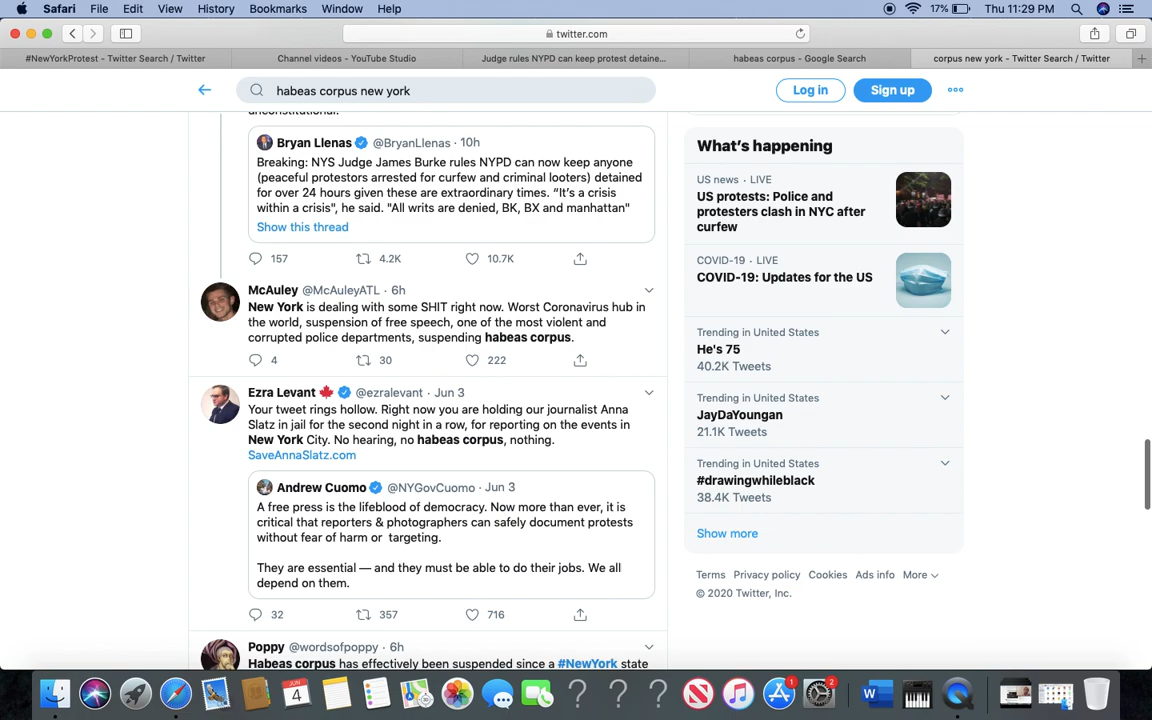 Safari File Edit View History Bookmarks Window Help 17% Thu 11:29 PM
twitter.com
#NewYorkProtest - Twitter Search / Twitter
Channel videos - YouTube Studio
Judge rules NYPD can keep protest detaine...
habeas corpus - Google Search
corpus new york - Twitter Search / Twitter
habeas corpus new york
Log in
Sign up
unconstitutional.
Bryan Llenas @BryanLlenas · 10h
Breaking: NYS Judge James Burke rules NYPD can now keep anyone
(peaceful protestors arrested for curfew and criminal looters) detained
for over 24 hours given these are extraordinary times. “It’s a crisis
within a crisis", he said. "All writs are denied, BK, BX and manhattan"
Show this thread
157 4.2K 10.7K
McAuley @McAuleyATL · 6h
New York is dealing with some SHIT right now. Worst Coronavirus hub in
the world, suspension of free speech, one of the most violent and
corrupted police departments, suspending habeas corpus.
4 30 222
Ezra Levant @ezralevant · Jun 3
Your tweet rings hollow. Right now you are holding our journalist Anna
Slatz in jail for the second night in a row, for reporting on the events in
New York City. No hearing, no habeas corpus, nothing.
SaveAnnaSlatz.com
Andrew Cuomo @NYGovCuomo · Jun 3
A free press is the lifeblood of democracy. Now more than ever, it is
critical that reporters & photographers can safely document protests
without fear of harm or targeting.
They are essential — and they must be able to do their jobs. We all
depend on them.
32 357 716
Poppy @wordsofpoppy · 6h
Habeas corpus has effectively been suspended since a #NewYork state
What’s happening
US news · LIVE
US protests: Police and
protesters clash in NYC after
curfew
COVID-19 · LIVE
COVID-19: Updates for the US
Trending in United States
He's 75
40.2K Tweets
Trending in United States
JayDaYoungan
21.1K Tweets
Trending in United States
#drawingwhileblack
38.4K Tweets
Show more
Terms Privacy policy Cookies Ads info More
© 2020 Twitter, Inc.
JUN
4
1
2